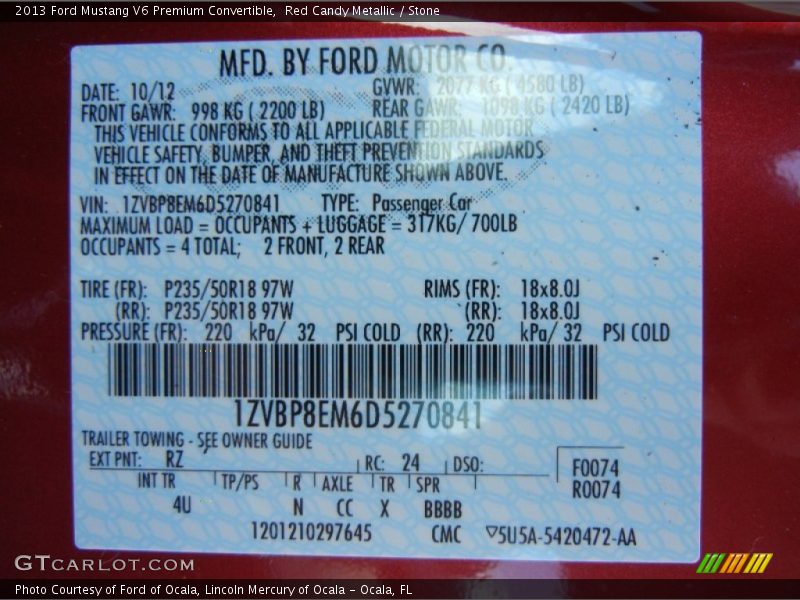 2013 Ford Mustang V6 Premium Convertible, Red Candy Metallic / Stone
MFD. BY FORD MOTOR CO.
DATE: 10/12 GVWR: 2077 KG ( 4580 LB)
FRONT GAWR: 998 KG ( 2200 LB) REAR GAWR: 1098 KG ( 2420 LB)
THIS VEHICLE CONFORMS TO ALL APPLICABLE FEDERAL MOTOR
VEHICLE SAFETY, BUMPER, AND THEFT PREVENTION STANDARDS
IN EFFECT ON THE DATE OF MANUFACTURE SHOWN ABOVE.
VIN: 1ZVBP8EM6D5270841 TYPE: Passenger Car
MAXIMUM LOAD = OCCUPANTS + LUGGAGE = 317KG/ 700LB
OCCUPANTS = 4 TOTAL; 2 FRONT, 2 REAR
TIRE (FR): P235/50R18 97W RIMS (FR): 18x8.0J
(RR): P235/50R18 97W (RR): 18x8.0J
PRESSURE (FR): 220 kPa/ 32 PSI COLD (RR): 220 kPa/ 32 PSI COLD
1ZVBP8EM6D5270841
TRAILER TOWING - SEE OWNER GUIDE
EXT PNT: RZ RC: 24 DSO: F0074
R0074
INT TR TP/PS R AXLE TR SPR
4U N CC X BBBB
1201210297645 CMC ▽5U5A-5420472-AA
GTCARLOT.COM
Photo Courtesy of Ford of Ocala, Lincoln Mercury of Ocala - Ocala, FL